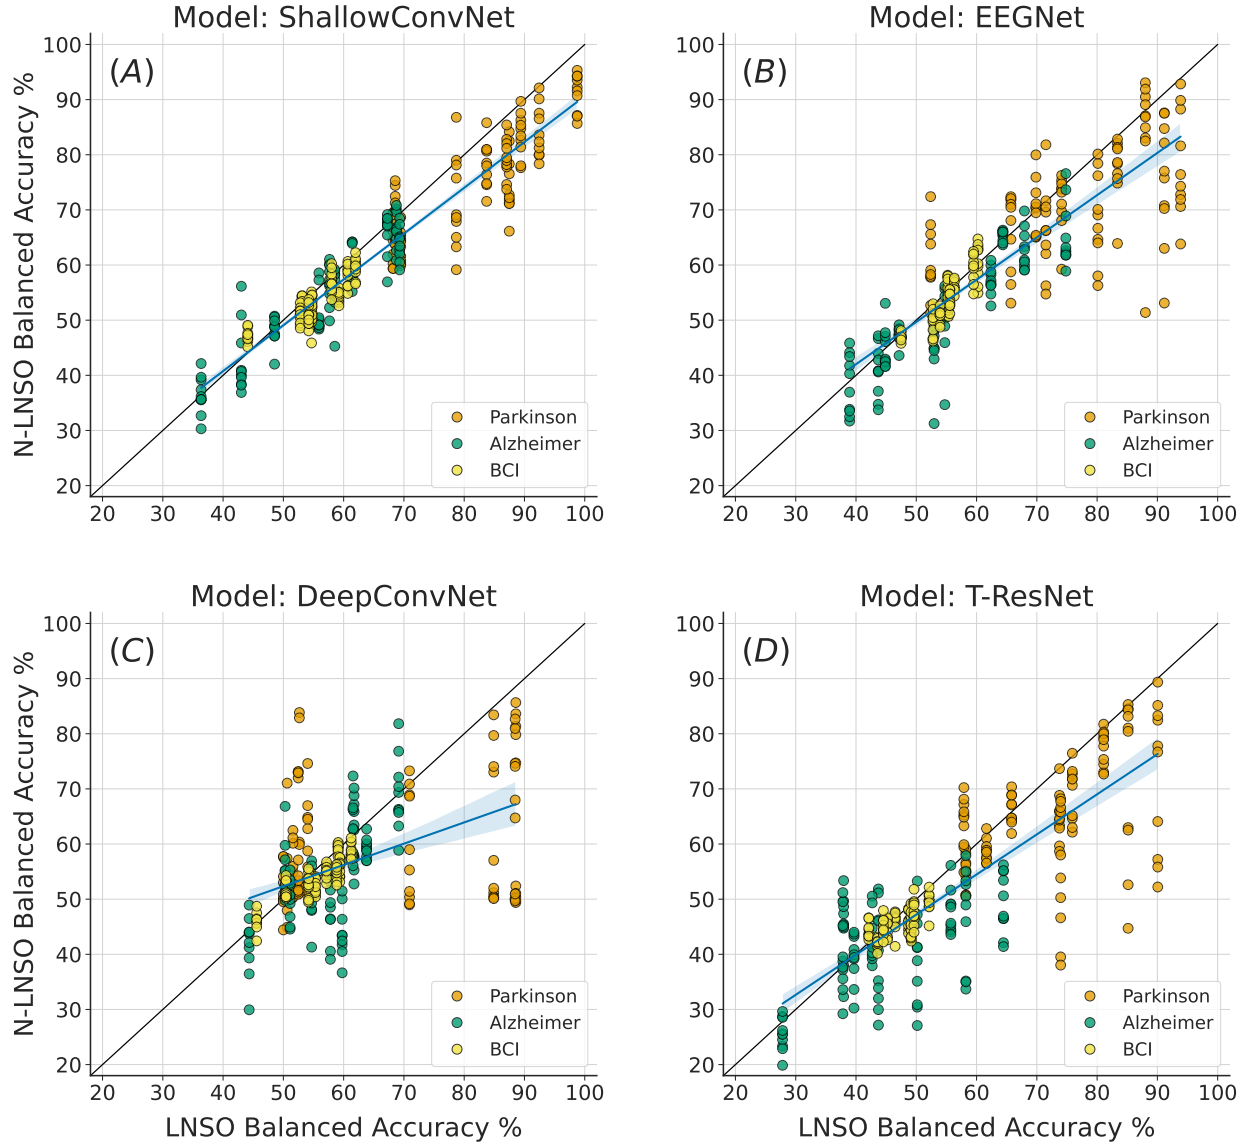 Model: ShallowConvNet
N-LNSO Balanced Accuracy %
(A)
100
90
80
70
60
50
40
30
20
20 30 40 50 60 70 80 90 100
Parkinson
Alzheimer
BCI
Model: EEGNet
(B)
100
90
80
70
60
50
40
30
20
20 30 40 50 60 70 80 90 100
Parkinson
Alzheimer
BCI
Model: DeepConvNet
N-LNSO Balanced Accuracy %
(C)
100
90
80
70
60
50
40
30
20
20 30 40 50 60 70 80 90 100
LNSO Balanced Accuracy %
Parkinson
Alzheimer
BCI
Model: T-ResNet
(D)
100
90
80
70
60
50
40
30
20
20 30 40 50 60 70 80 90 100
LNSO Balanced Accuracy %
Parkinson
Alzheimer
BCI